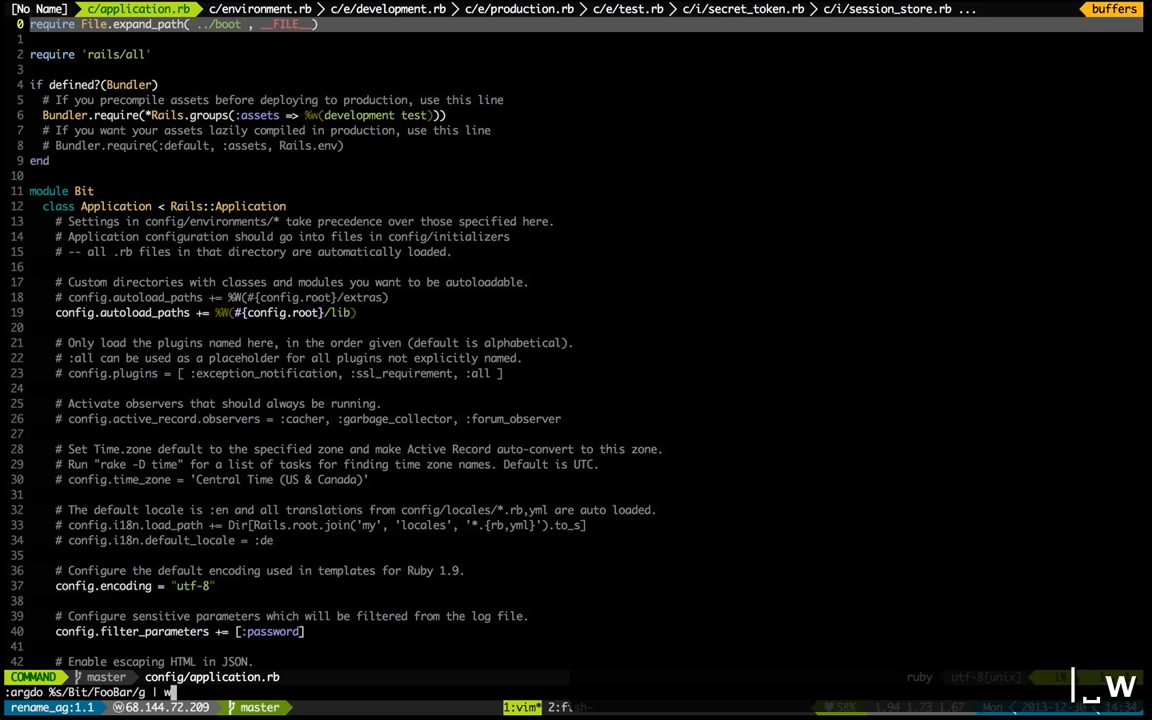 [No Name] c/application.rb c/environment.rb c/e/development.rb c/e/production.rb c/e/test.rb c/i/secret_token.rb c/i/session_store.rb ... buffers
0 require File.expand_path( ../boot , __FILE__)
1
2 require 'rails/all'
3
4 if defined?(Bundler)
5 # If you precompile assets before deploying to production, use this line
6 Bundler.require(*Rails.groups(:assets => %w(development test)))
7 # If you want your assets lazily compiled in production, use this line
8 # Bundler.require(:default, :assets, Rails.env)
9 end
10
11 module Bit
12 class Application < Rails::Application
13 # Settings in config/environments/* take precedence over those specified here.
14 # Application configuration should go into files in config/initializers
15 # -- all .rb files in that directory are automatically loaded.
16
17 # Custom directories with classes and modules you want to be autoloadable.
18 # config.autoload_paths += %W(#{config.root}/extras)
19 config.autoload_paths += %W(#{config.root}/lib)
20
21 # Only load the plugins named here, in the order given (default is alphabetical).
22 # :all can be used as a placeholder for all plugins not explicitly named.
23 # config.plugins = [ :exception_notification, :ssl_requirement, :all ]
24
25 # Activate observers that should always be running.
26 # config.active_record.observers = :cacher, :garbage_collector, :forum_observer
27
28 # Set Time.zone default to the specified zone and make Active Record auto-convert to this zone.
29 # Run "rake -D time" for a list of tasks for finding time zone names. Default is UTC.
30 # config.time_zone = 'Central Time (US & Canada)'
31
32 # The default locale is :en and all translations from config/locales/*.rb,yml are auto loaded.
33 # config.i18n.load_path += Dir[Rails.root.join('my', 'locales', '*.{rb,yml}').to_s]
34 # config.i18n.default_locale = :de
35
36 # Configure the default encoding used in templates for Ruby 1.9.
37 config.encoding = "utf-8"
38
39 # Configure sensitive parameters which will be filtered from the log file.
40 config.filter_parameters += [:password]
41
42 # Enable escaping HTML in JSON.
COMMAND master config/application.rb ruby utf-8[unix]
:argdo %s/Bit/FooBar/g | w
|␣w
rename_ag:1.1 68.144.72.209 master 1:vim* 58% 1.94 1.73 1.68 Mon 2013-12-30 14:34